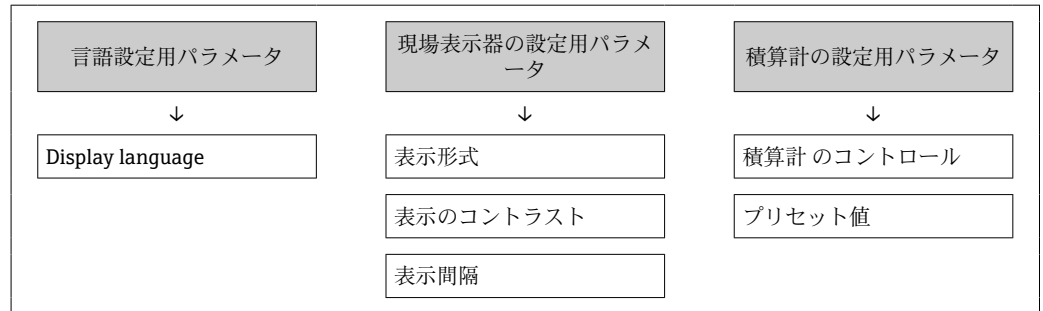 言語設定用パラメータ
↓
Display language
現場表示器の設定用パラメ
ータ
↓
表示形式
表示のコントラスト
表示間隔
積算計の設定用パラメータ
↓
積算計 のコントロール
プリセット値